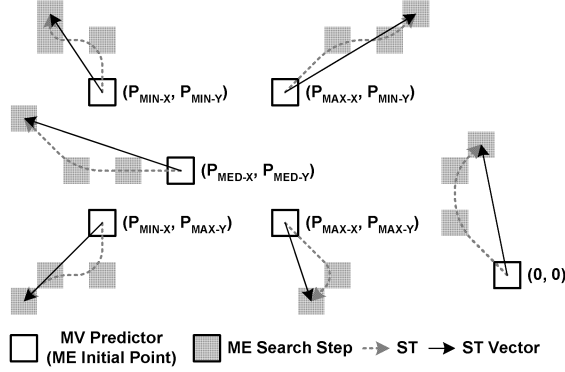 (PMIN-X, PMIN-Y)
(PMAX-X, PMIN-Y)
(PMED-X, PMED-Y)
(PMIN-X, PMAX-Y)
(PMAX-X, PMAX-Y)
(0, 0)
MV Predictor
(ME Initial Point)
ME Search Step
ST
ST Vector